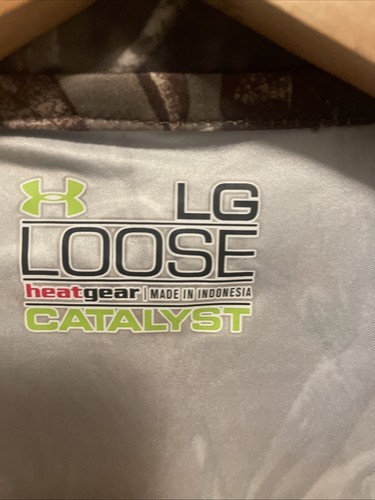 LG
LOOSE
heatgear | MADE IN INDONESIA
CATALYST